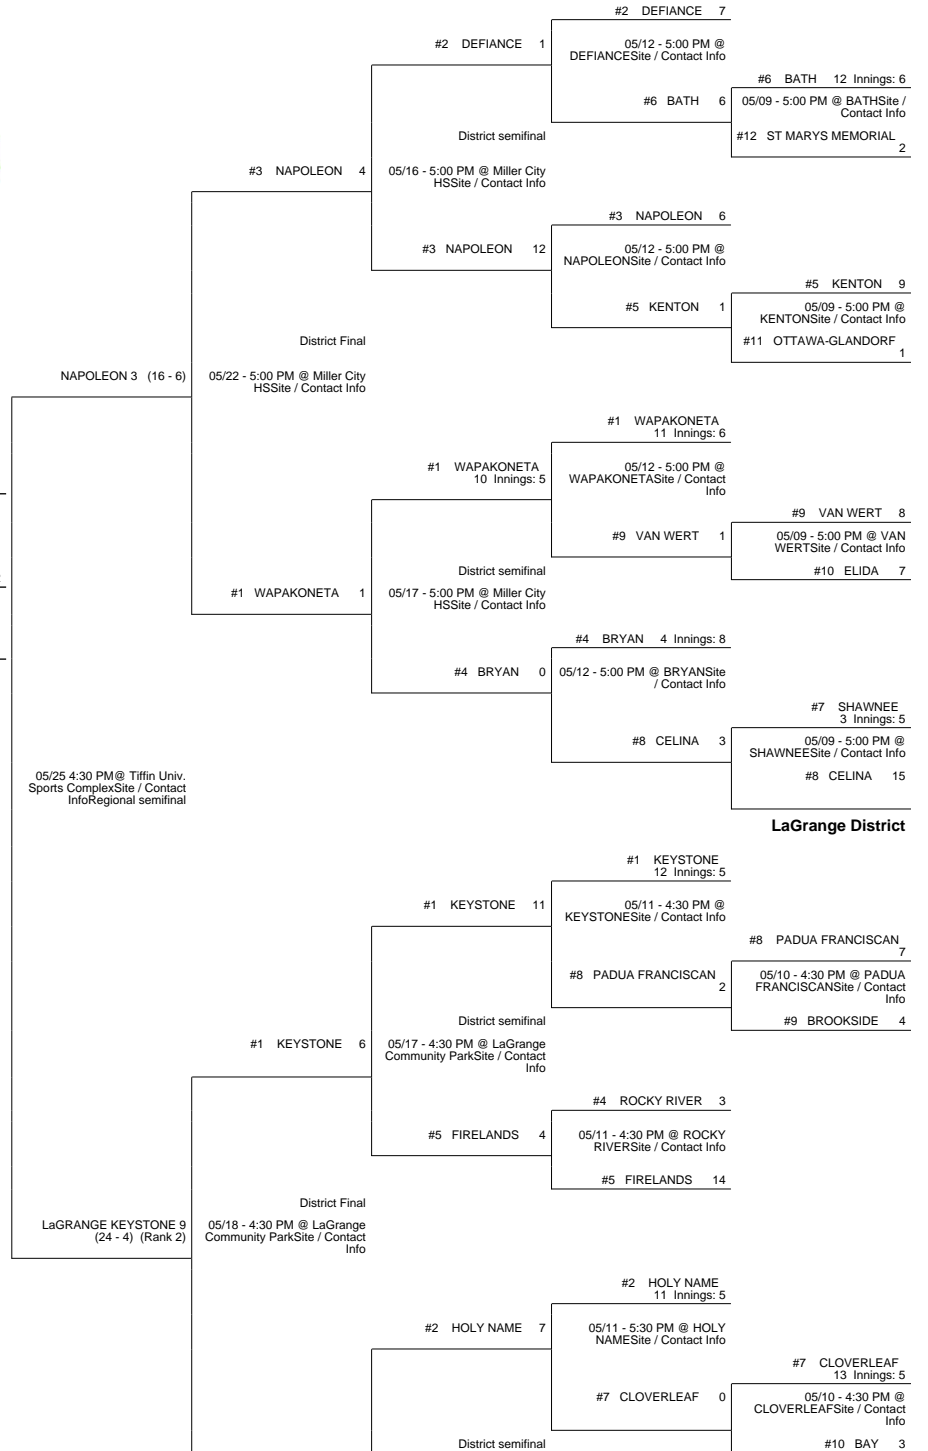 #2 DEFIANCE 7
#2 DEFIANCE 1
05/12 - 5:00 PM @
DEFIANCESite / Contact Info
#6 BATH 12 Innings: 6
#6 BATH 6
05/09 - 5:00 PM @ BATHSite /
Contact Info
District semifinal
#12 ST MARYS MEMORIAL
2
#3 NAPOLEON 4
05/16 - 5:00 PM @ Miller City
HSSite / Contact Info
#3 NAPOLEON 6
#3 NAPOLEON 12
05/12 - 5:00 PM @
NAPOLEONSite / Contact Info
#5 KENTON 9
#5 KENTON 1
05/09 - 5:00 PM @
KENTONSite / Contact Info
District Final
#11 OTTAWA-GLANDORF
1
NAPOLEON 3 (16 - 6)
05/22 - 5:00 PM @ Miller City
HSSite / Contact Info
#1 WAPAKONETA
11 Innings: 6
#1 WAPAKONETA
10 Innings: 5
05/12 - 5:00 PM @
WAPAKONETASite / Contact
Info
#9 VAN WERT 8
#9 VAN WERT 1
05/09 - 5:00 PM @ VAN
WERTSite / Contact Info
District semifinal
#10 ELIDA 7
#1 WAPAKONETA 1
05/17 - 5:00 PM @ Miller City
HSSite / Contact Info
#4 BRYAN 4 Innings: 8
#4 BRYAN 0
05/12 - 5:00 PM @ BRYANSite
/ Contact Info
#7 SHAWNEE
3 Innings: 5
#8 CELINA 3
05/09 - 5:00 PM @
SHAWNEESite / Contact Info
05/25 4:30 PM@ Tiffin Univ.
Sports ComplexSite / Contact
InfoRegional semifinal
#8 CELINA 15
LaGrange District
#1 KEYSTONE
12 Innings: 5
#1 KEYSTONE 11
05/11 - 4:30 PM @
KEYSTONESite / Contact Info
#8 PADUA FRANCISCAN
7
#8 PADUA FRANCISCAN
2
05/10 - 4:30 PM @ PADUA
FRANCISCANSite / Contact
Info
District semifinal
#9 BROOKSIDE 4
#1 KEYSTONE 6
05/17 - 4:30 PM @ LaGrange
Community ParkSite / Contact
Info
#4 ROCKY RIVER 3
#5 FIRELANDS 4
05/11 - 4:30 PM @ ROCKY
RIVERSite / Contact Info
#5 FIRELANDS 14
District Final
LaGRANGE KEYSTONE 9
(24 - 4) (Rank 2)
05/18 - 4:30 PM @ LaGrange
Community ParkSite / Contact
Info
#2 HOLY NAME
11 Innings: 5
#2 HOLY NAME 7
05/11 - 5:30 PM @ HOLY
NAMESite / Contact Info
#7 CLOVERLEAF
13 Innings: 5
#7 CLOVERLEAF 0
05/10 - 4:30 PM @
CLOVERLEAFSite / Contact
Info
District semifinal
#10 BAY 3